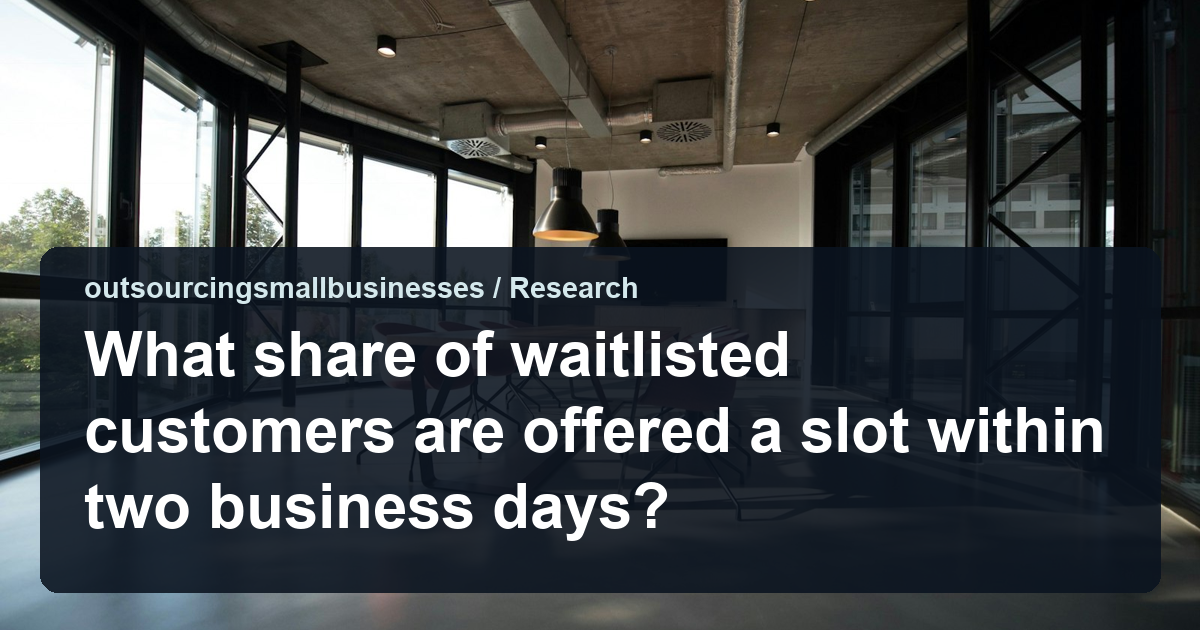 outsourcingsmallbusinesses / Research
What share of waitlisted
customers are offered a slot within
two business days?